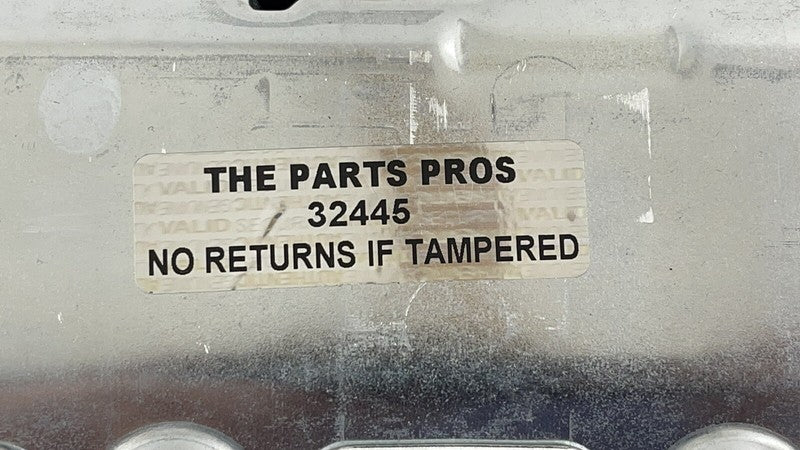 THE PARTS PROS
32445
NO RETURNS IF TAMPERED